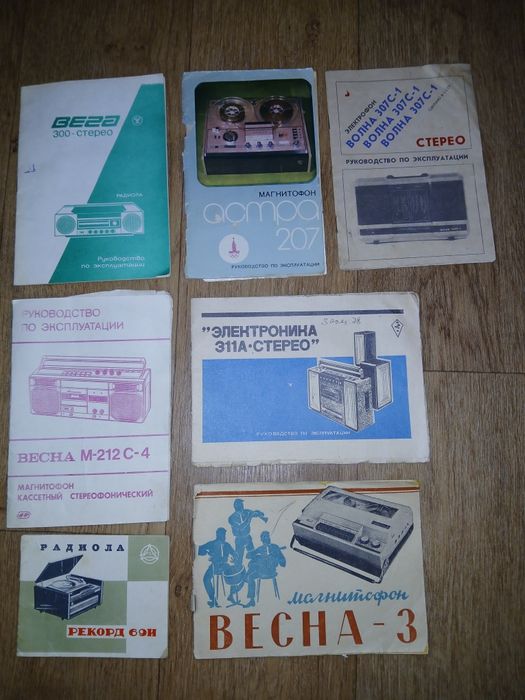 Вега
300-стерео
РАДИОЛА
Руководство
по эксплуатации
МАГНИТОФОН
астра
207
РУКОВОДСТВО ПО ЭКСПЛУАТАЦИИ
ЭЛЕКТРОФОН
ВОЛНА 307С-1
ВОЛНА 307С-1
ВОЛНА 307С-1
СТЕРЕО
РУКОВОДСТВО ПО ЭКСПЛУАТАЦИИ
РУКОВОДСТВО
ПО ЭКСПЛУАТАЦИИ
ВЕСНА М-212 С-4
МАГНИТОФОН
КАССЕТНЫЙ СТЕРЕОФОНИЧЕСКИЙ
"ЭЛЕКТРОНИКА
311А-СТЕРЕО"
РУКОВОДСТВО ПО ЭКСПЛУАТАЦИИ
РАДИОЛА
РЕКОРД 60Н
магнитофон
ВЕСНА-3